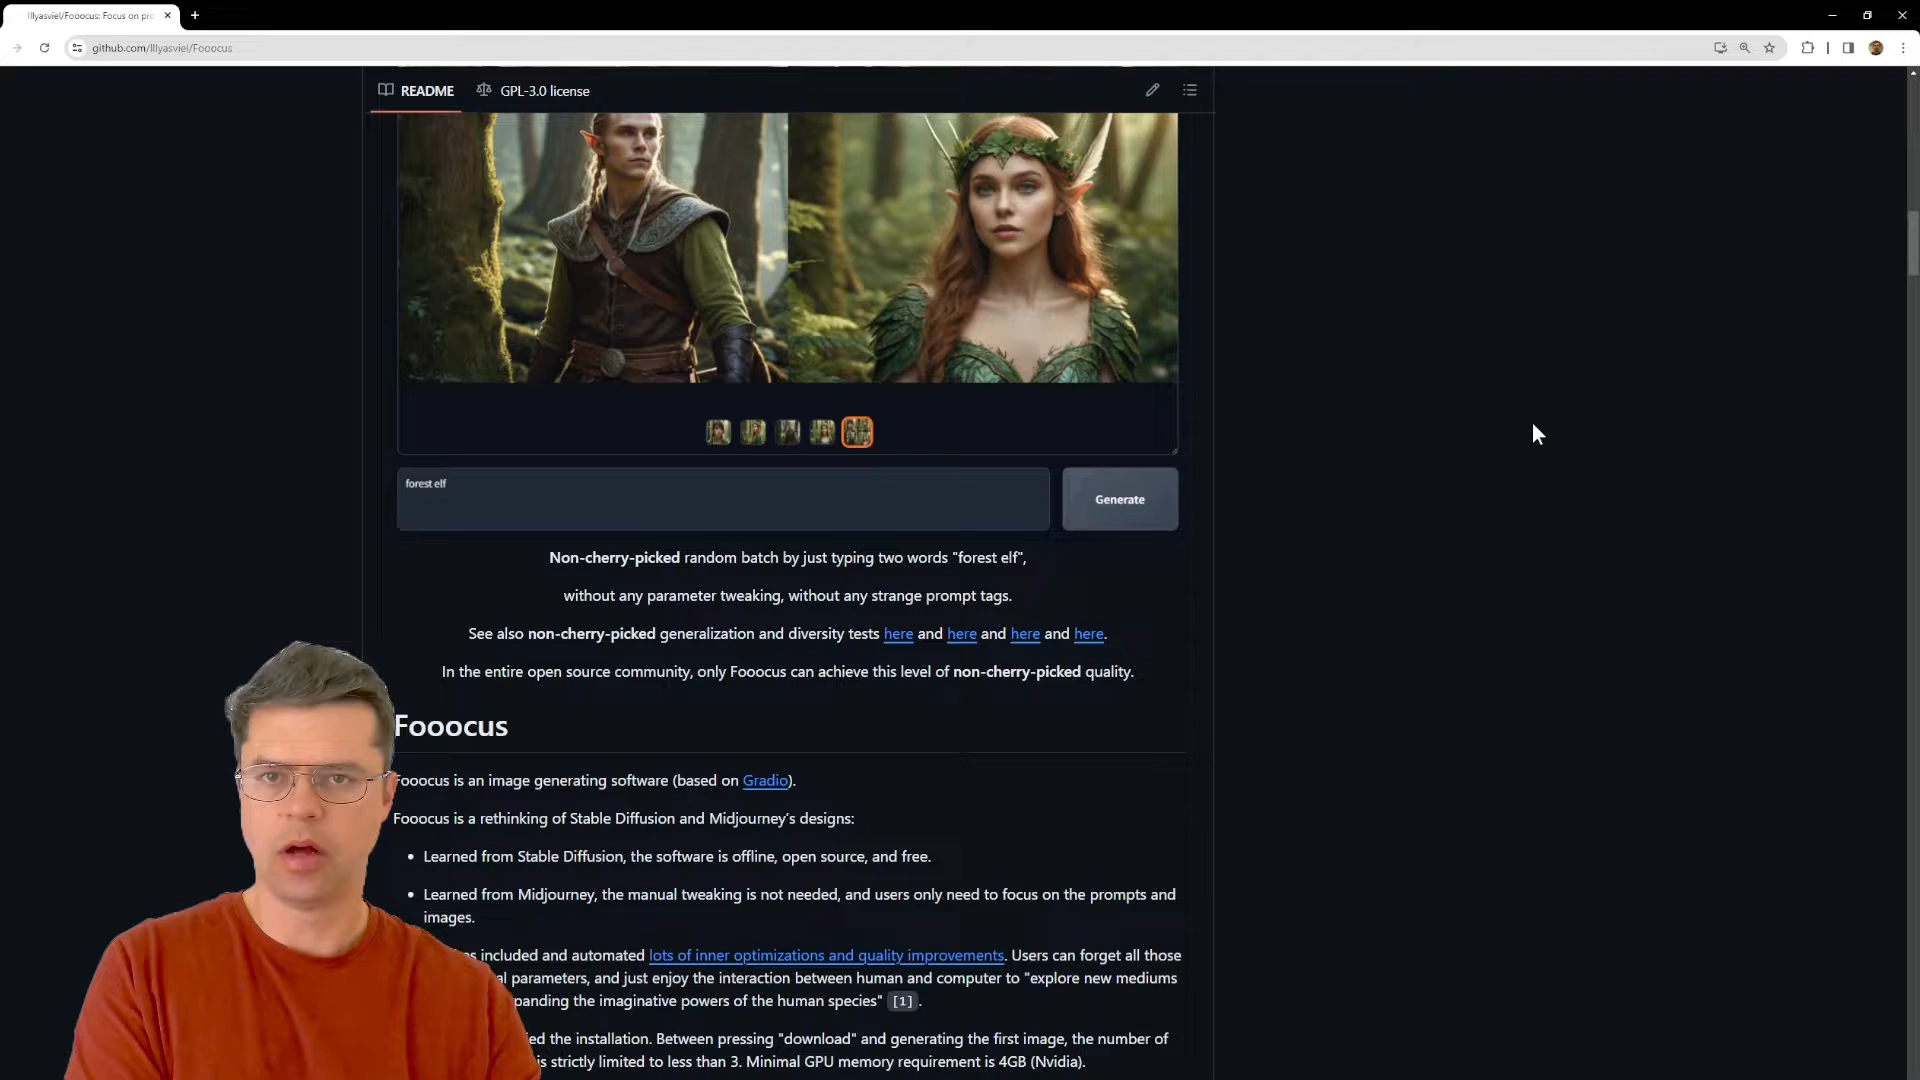 lllyasviel/Fooocus: Focus on pro
github.com/lllyasviel/Fooocus
README
GPL-3.0 license
forest elf
Generate
Non-cherry-picked random batch by just typing two words "forest elf",
without any parameter tweaking, without any strange prompt tags.
See also non-cherry-picked generalization and diversity tests here and here and here and here.
In the entire open source community, only Fooocus can achieve this level of non-cherry-picked quality.
Fooocus
Fooocus is an image generating software (based on Gradio).
Fooocus is a rethinking of Stable Diffusion and Midjourney's designs:
• Learned from Stable Diffusion, the software is offline, open source, and free.
• Learned from Midjourney, the manual tweaking is not needed, and users only need to focus on the prompts and
images.
included and automated lots of inner optimizations and quality improvements. Users can forget all those
parameters, and just enjoy the interaction between human and computer to "explore new mediums
the imaginative powers of the human species" [1].
the installation. Between pressing "download" and generating the first image, the number of
is strictly limited to less than 3. Minimal GPU memory requirement is 4GB (Nvidia).